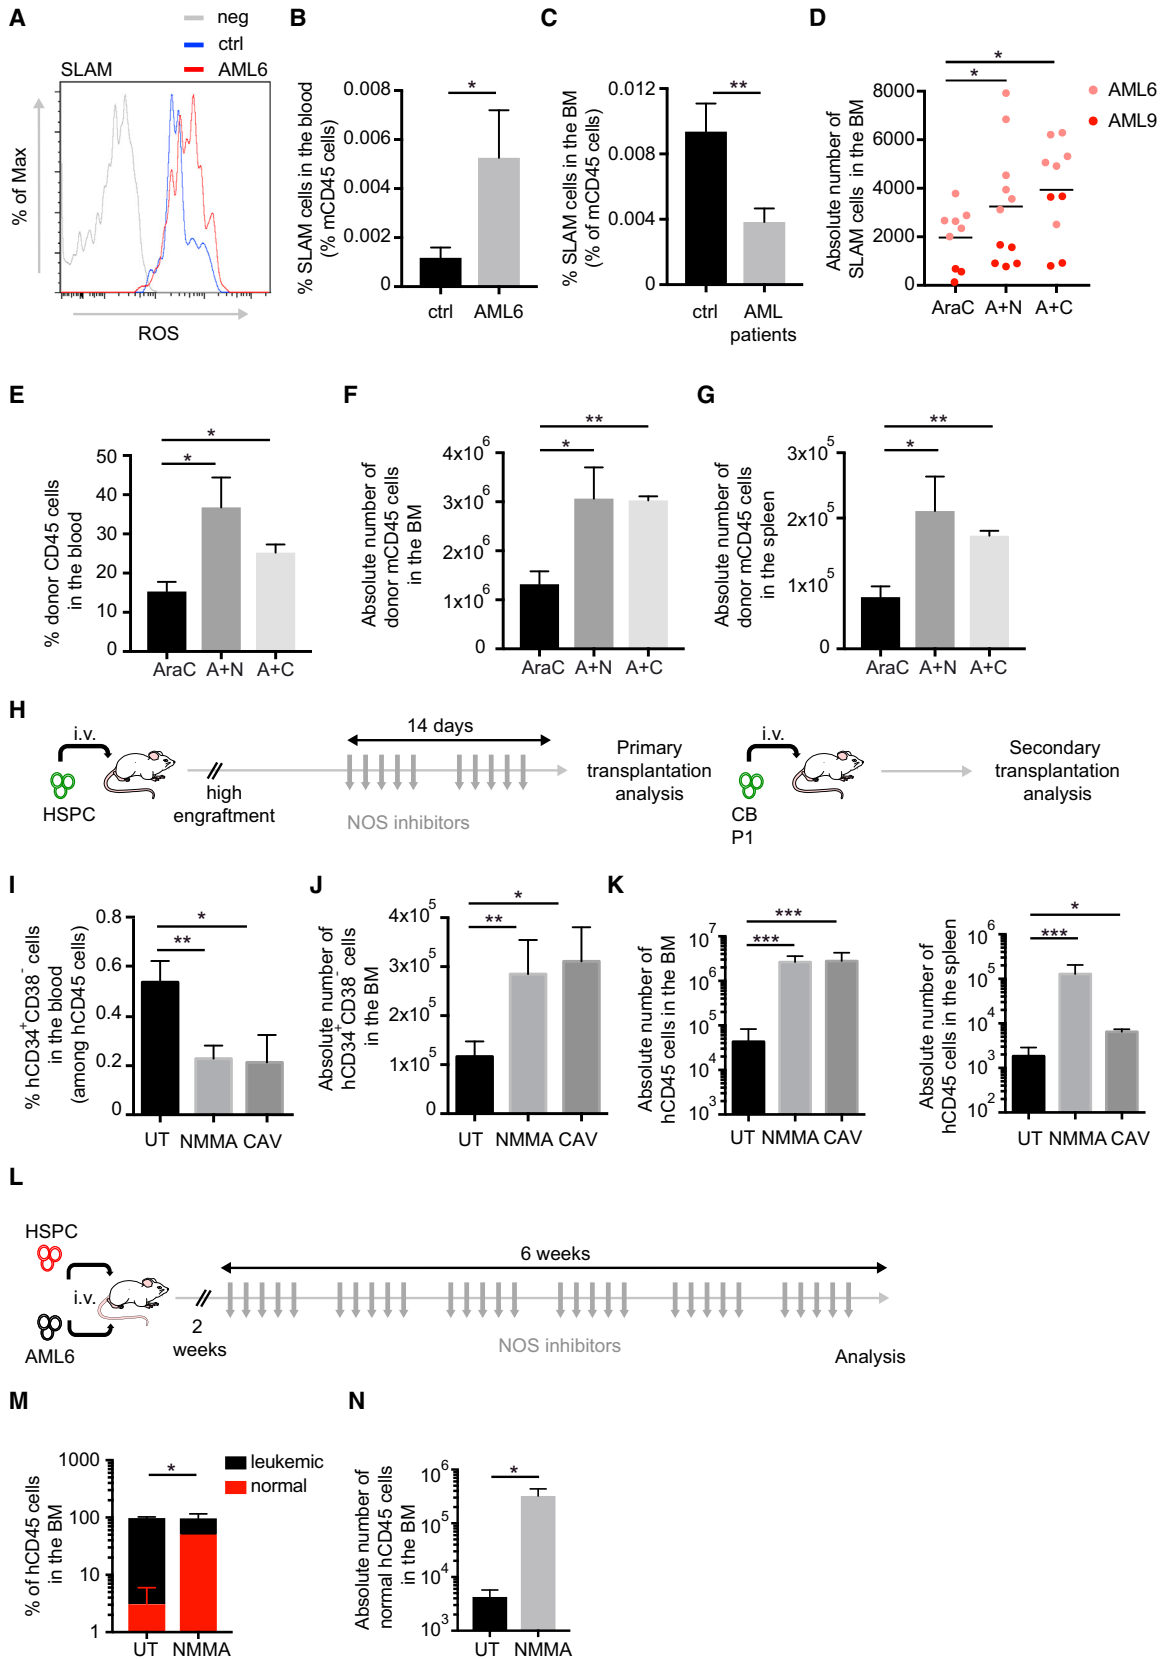 A
neg
ctrl
AML6
SLAM
% of Max
ROS
B
% SLAM cells in the blood
(% mCD45 cells)
0.008
0.006
0.004
0.002
0
*
ctrl
AML6
C
% SLAM cells in the BM
(% of mCD45 cells)
0.012
0.008
0.004
0
**
ctrl
AML
patients
D
Absolute number of
SLAM cells in the BM
8000
6000
4000
2000
0
*
*
AML6
AML9
AraC
A+N
A+C
E
% donor CD45 cells
in the blood
50
40
30
20
10
0
*
*
AraC
A+N
A+C
F
Absolute number of
donor mCD45 cells
in the BM
4x10^6
3x10^6
2x10^6
1x10^6
0
**
*
AraC
A+N
A+C
G
Absolute number of
donor mCD45 cells
in the spleen
3x10^5
2x10^5
1x10^5
0
**
*
AraC
A+N
A+C
H
i.v.
HSPC
high
engraftment
14 days
NOS inhibitors
Primary
transplantation
analysis
i.v.
CB
P1
Secondary
transplantation
analysis
I
% hCD34^+CD38^- cells
in the blood
(among hCD45 cells)
0.8
0.6
0.4
0.2
0
*
**
UT
NMMA
CAV
J
Absolute number of
hCD34^+CD38^- cells
in the BM
4x10^5
3x10^5
2x10^5
1x10^5
0
*
**
UT
NMMA
CAV
K
Absolute number of
hCD45 cells in the BM
10^7
10^6
10^5
10^4
10^3
***
***
UT
NMMA
CAV
Absolute number of
hCD45 cells in the spleen
10^6
10^5
10^4
10^3
10^2
*
***
UT
NMMA
CAV
L
HSPC
i.v.
AML6
2
weeks
6 weeks
NOS inhibitors
Analysis
M
% of hCD45 cells
in the BM
1000
100
10
1
*
leukemic
normal
UT
NMMA
N
Absolute number of
normal hCD45 cells
in the BM
10^6
10^5
10^4
10^3
*
UT
NMMA